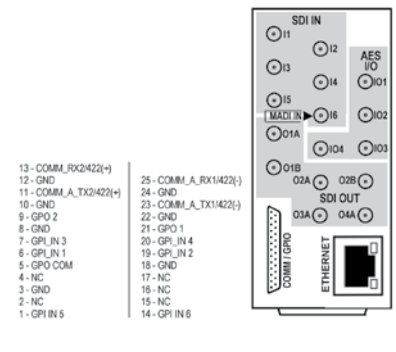 SDI IN
I1
I2
AES
I/O
I3
I4
IO1
I5
MADI IN
I6
IO2
O1A
IO4
IO3
O1B
O2A
O2B
SDI OUT
O3A
O4A
COMM / GPIO
ETHERNET
13 - COMM_RX2/422(+)
12 - GND
11 - COMM_A_TX2/422(+)
10 - GND
9 - GPO 2
8 - GND
7 - GPI_IN 3
6 - GPI_IN 1
5 - GPO COM
4 - NC
3 - GND
2 - NC
1 - GPI IN 5
25 - COMM_A_RX1/422(-)
24 - GND
23 - COMM_A_TX1/422(-)
22 - GND
21 - GPO 1
20 - GPI_IN 4
19 - GPI_IN 2
18 - GND
17 - NC
16 - NC
15 - NC
14 - GPI IN 6